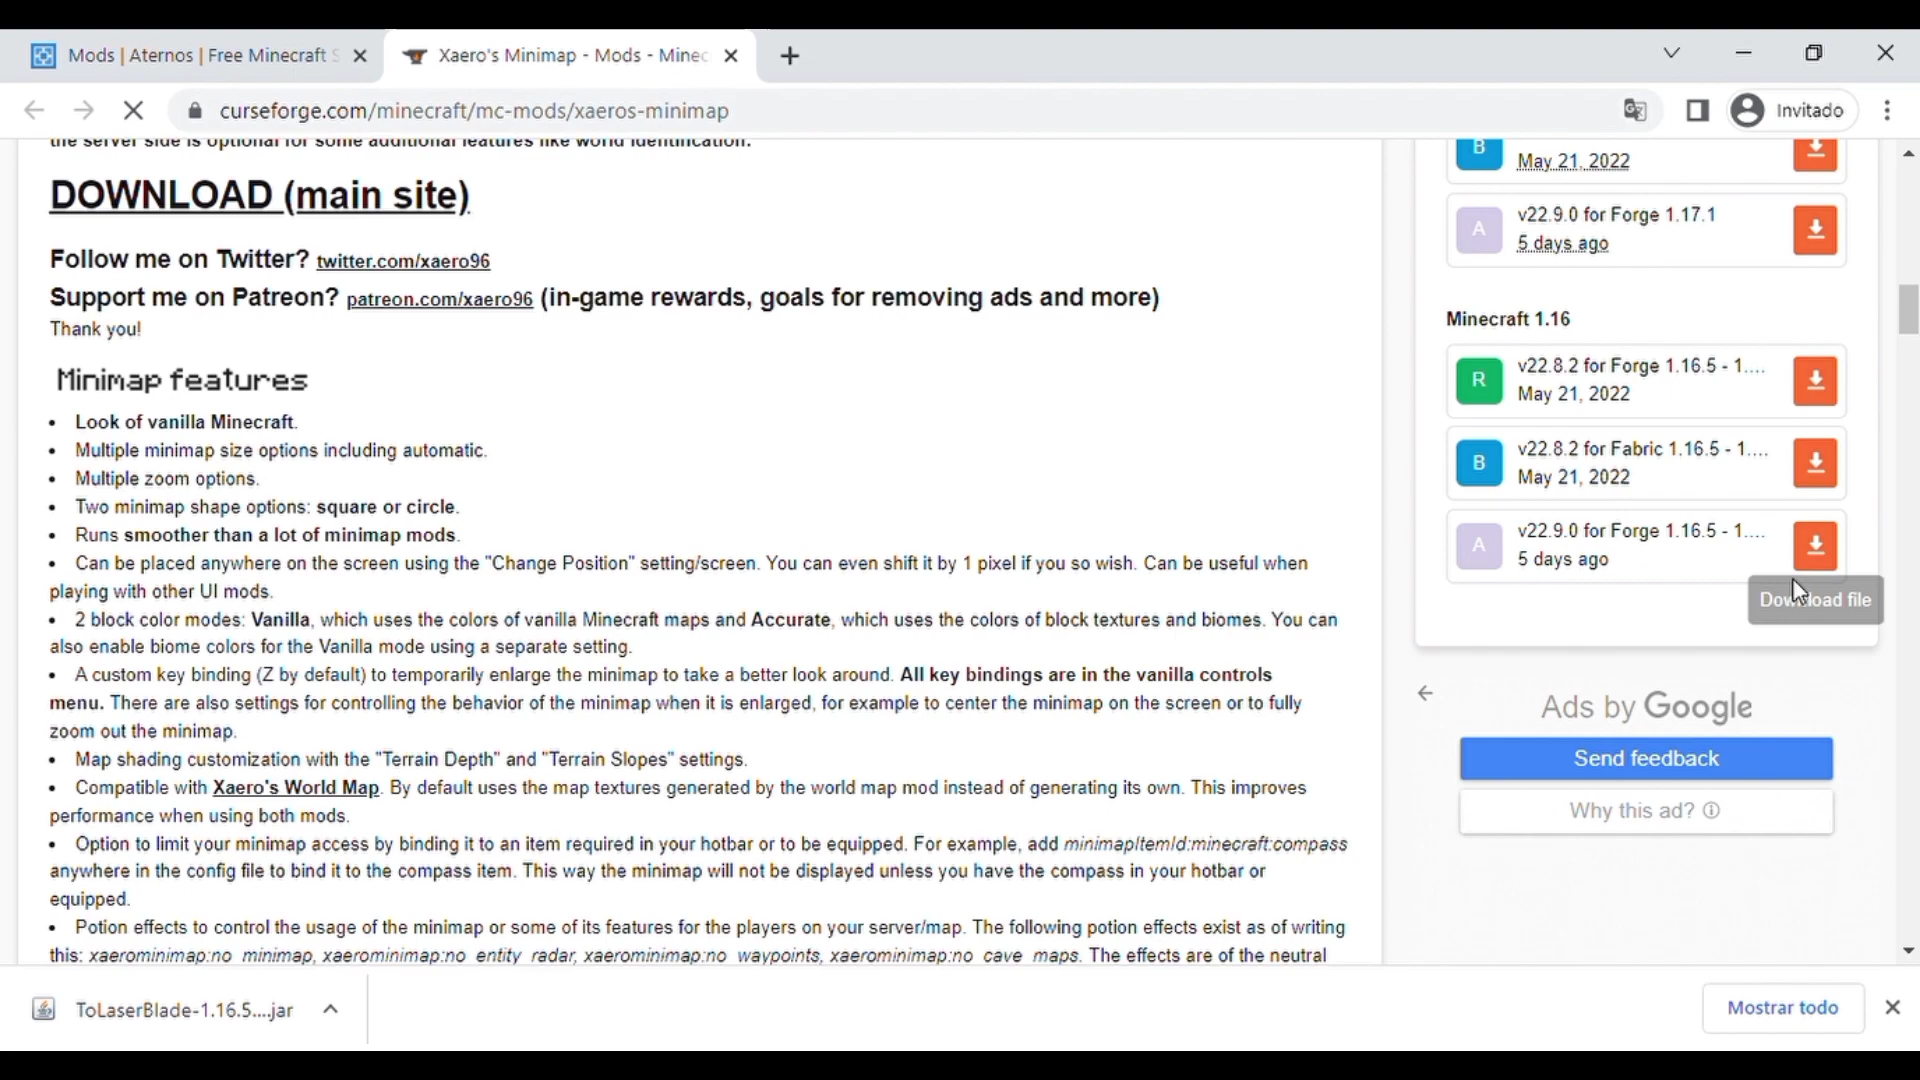 Mods | Aternos | Free Minecraft S
Xaero's Minimap - Mods - Minec
curseforge.com/minecraft/mc-mods/xaeros-minimap
Invitado
the server side is optional for some additional features like world identification.
DOWNLOAD (main site)
Follow me on Twitter? twitter.com/xaero96
Support me on Patreon? patreon.com/xaero96 (in-game rewards, goals for removing ads and more)
Thank you!
Minimap features
• Look of vanilla Minecraft.
• Multiple minimap size options including automatic.
• Multiple zoom options.
• Two minimap shape options: square or circle.
• Runs smoother than a lot of minimap mods.
• Can be placed anywhere on the screen using the "Change Position" setting/screen. You can even shift it by 1 pixel if you so wish. Can be useful when
playing with other UI mods.
• 2 block color modes: Vanilla, which uses the colors of vanilla Minecraft maps and Accurate, which uses the colors of block textures and biomes. You can
also enable biome colors for the Vanilla mode using a separate setting.
• A custom key binding (Z by default) to temporarily enlarge the minimap to take a better look around. All key bindings are in the vanilla controls
menu. There are also settings for controlling the behavior of the minimap when it is enlarged, for example to center the minimap on the screen or to fully
zoom out the minimap.
• Map shading customization with the "Terrain Depth" and "Terrain Slopes" settings.
• Compatible with Xaero's World Map. By default uses the map textures generated by the world map mod instead of generating its own. This improves
performance when using both mods.
• Option to limit your minimap access by binding it to an item required in your hotbar or to be equipped. For example, add minimapItemId:minecraft:compass
anywhere in the config file to bind it to the compass item. This way the minimap will not be displayed unless you have the compass in your hotbar or
equipped.
• Potion effects to control the usage of the minimap or some of its features for the players on your server/map. The following potion effects exist as of writing
this: xaerominimap:no_minimap, xaerominimap:no_entity_radar, xaerominimap:no_waypoints, xaerominimap:no_cave_maps. The effects are of the neutral
B
May 21, 2022
A
v22.9.0 for Forge 1.17.1
5 days ago
Minecraft 1.16
R
v22.8.2 for Forge 1.16.5 - 1....
May 21, 2022
B
v22.8.2 for Fabric 1.16.5 - 1....
May 21, 2022
A
v22.9.0 for Forge 1.16.5 - 1....
5 days ago
Download file
Ads by Google
Send feedback
Why this ad?
ToLaserBlade-1.16.5....jar
Mostrar todo